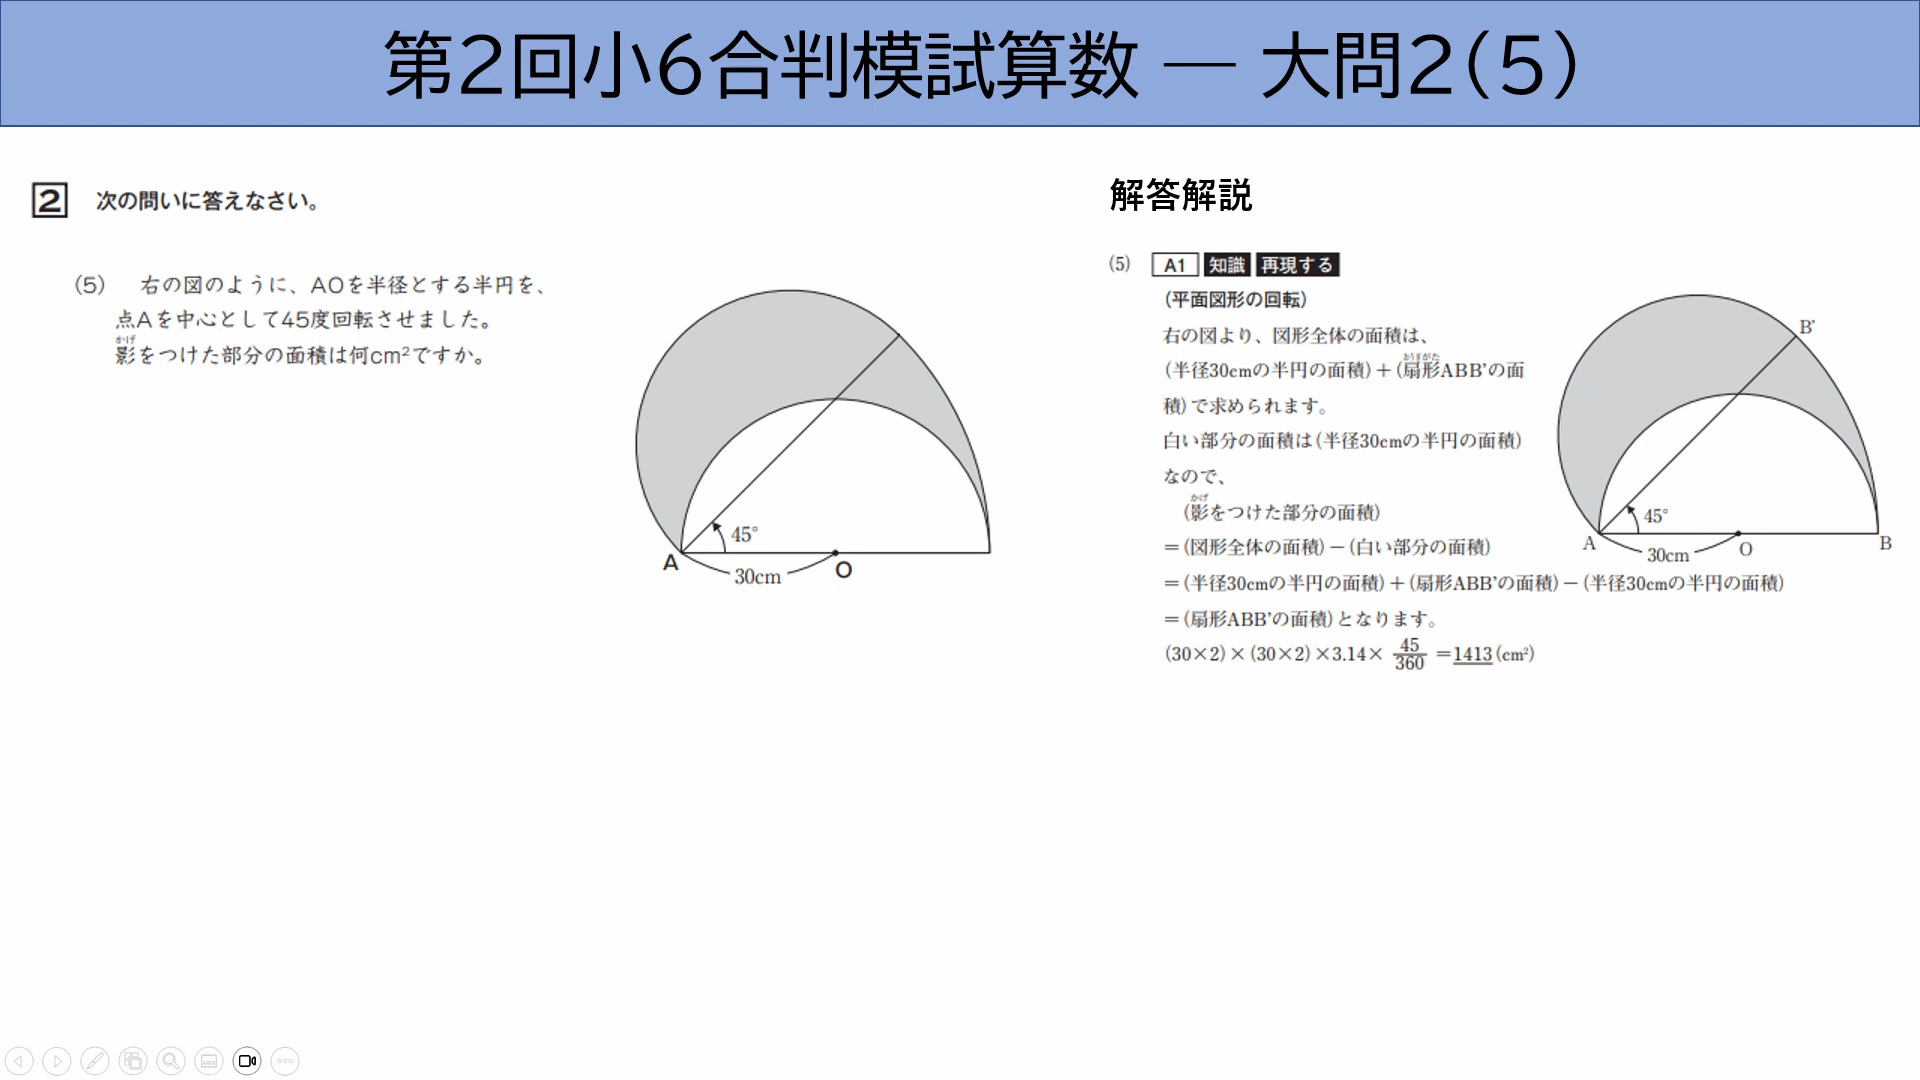 第2回小6合判模試算数 ― 大問2(5)
2 次の問いに答えなさい。
(5) 右の図のように、AOを半径とする半円を、
点Aを中心として45度回転させました。
かげ
影をつけた部分の面積は何cm²ですか。
45°
A
30cm
O
解答解説
(5) A1 知識 再現する
(平面図形の回転)
右の図より、図形全体の面積は、
おうぎがた
(半径30cmの半円の面積)+(扇形ABB'の面
積)で求められます。
白い部分の面積は(半径30cmの半円の面積)
なので、
かげ
(影をつけた部分の面積)
=(図形全体の面積)-(白い部分の面積)
=(半径30cmの半円の面積)+(扇形ABB'の面積)-(半径30cmの半円の面積)
=(扇形ABB'の面積)となります。
(30×2)×(30×2)×3.14× 45/360 =1413(cm²)
B'
45°
A
30cm
O
B